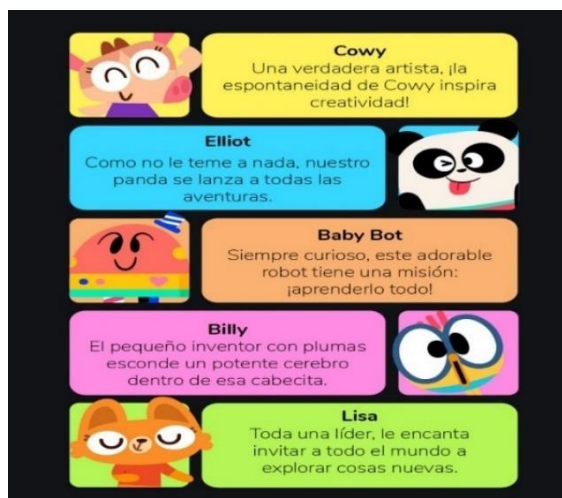 Cowy
Una verdadera artista, ¡la
espontaneidad de Cowy inspira
creatividad!
Elliot
Como no le teme a nada, nuestro
panda se lanza a todas las
aventuras.
Baby Bot
Siempre curioso, este adorable
robot tiene una misión:
¡aprenderlo todo!
Billy
El pequeño inventor con plumas
esconde un potente cerebro
dentro de esa cabecita.
Lisa
Toda una líder, le encanta
invitar a todo el mundo a
explorar cosas nuevas.